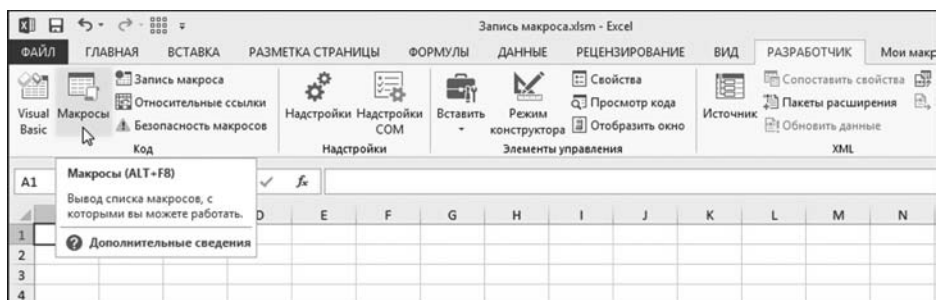 Запись макроса.xlsm - Excel
ФАЙЛ ГЛАВНАЯ ВСТАВКА РАЗМЕТКА СТРАНИЦЫ ФОРМУЛЫ ДАННЫЕ РЕЦЕНЗИРОВАНИЕ ВИД РАЗРАБОТЧИК Мои макр
Visual Basic
Макросы
Запись макроса
Относительные ссылки
Безопасность макросов
Код
Надстройки
Надстройки COM
Надстройки
Вставить
Режим конструктора
Свойства
Просмотр кода
Отобразить окно
Элементы управления
Источник
Сопоставить свойства
Пакеты расширения
Обновить данные
XML
A1
fx
Макросы (ALT+F8)
Вывод списка макросов, с
которыми вы можете работать.
Дополнительные сведения
D E F G H I J K L M N
1
2
3
4